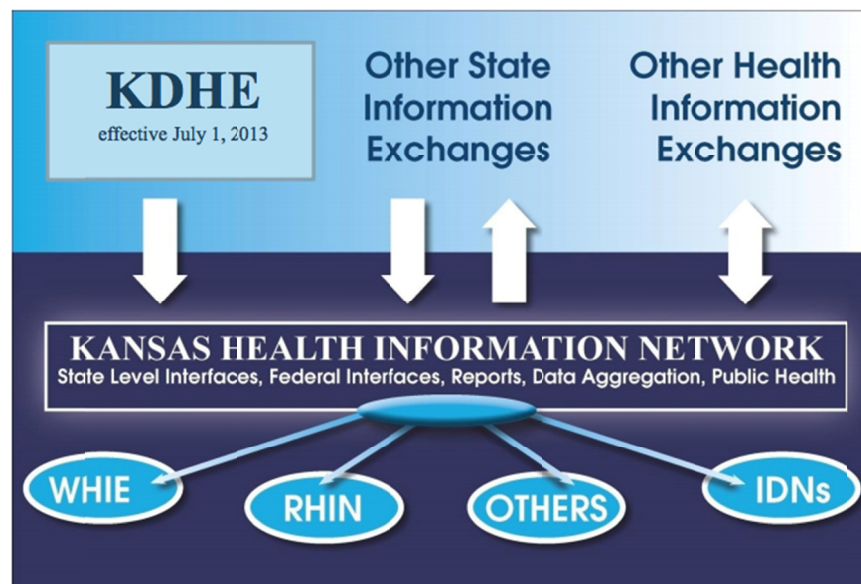 KDHE
effective July 1, 2013
Other State
Information
Exchanges
Other Health
Information
Exchanges
KANSAS HEALTH INFORMATION NETWORK
State Level Interfaces, Federal Interfaces, Reports, Data Aggregation, Public Health
WHIE
RHIN
OTHERS
IDNs